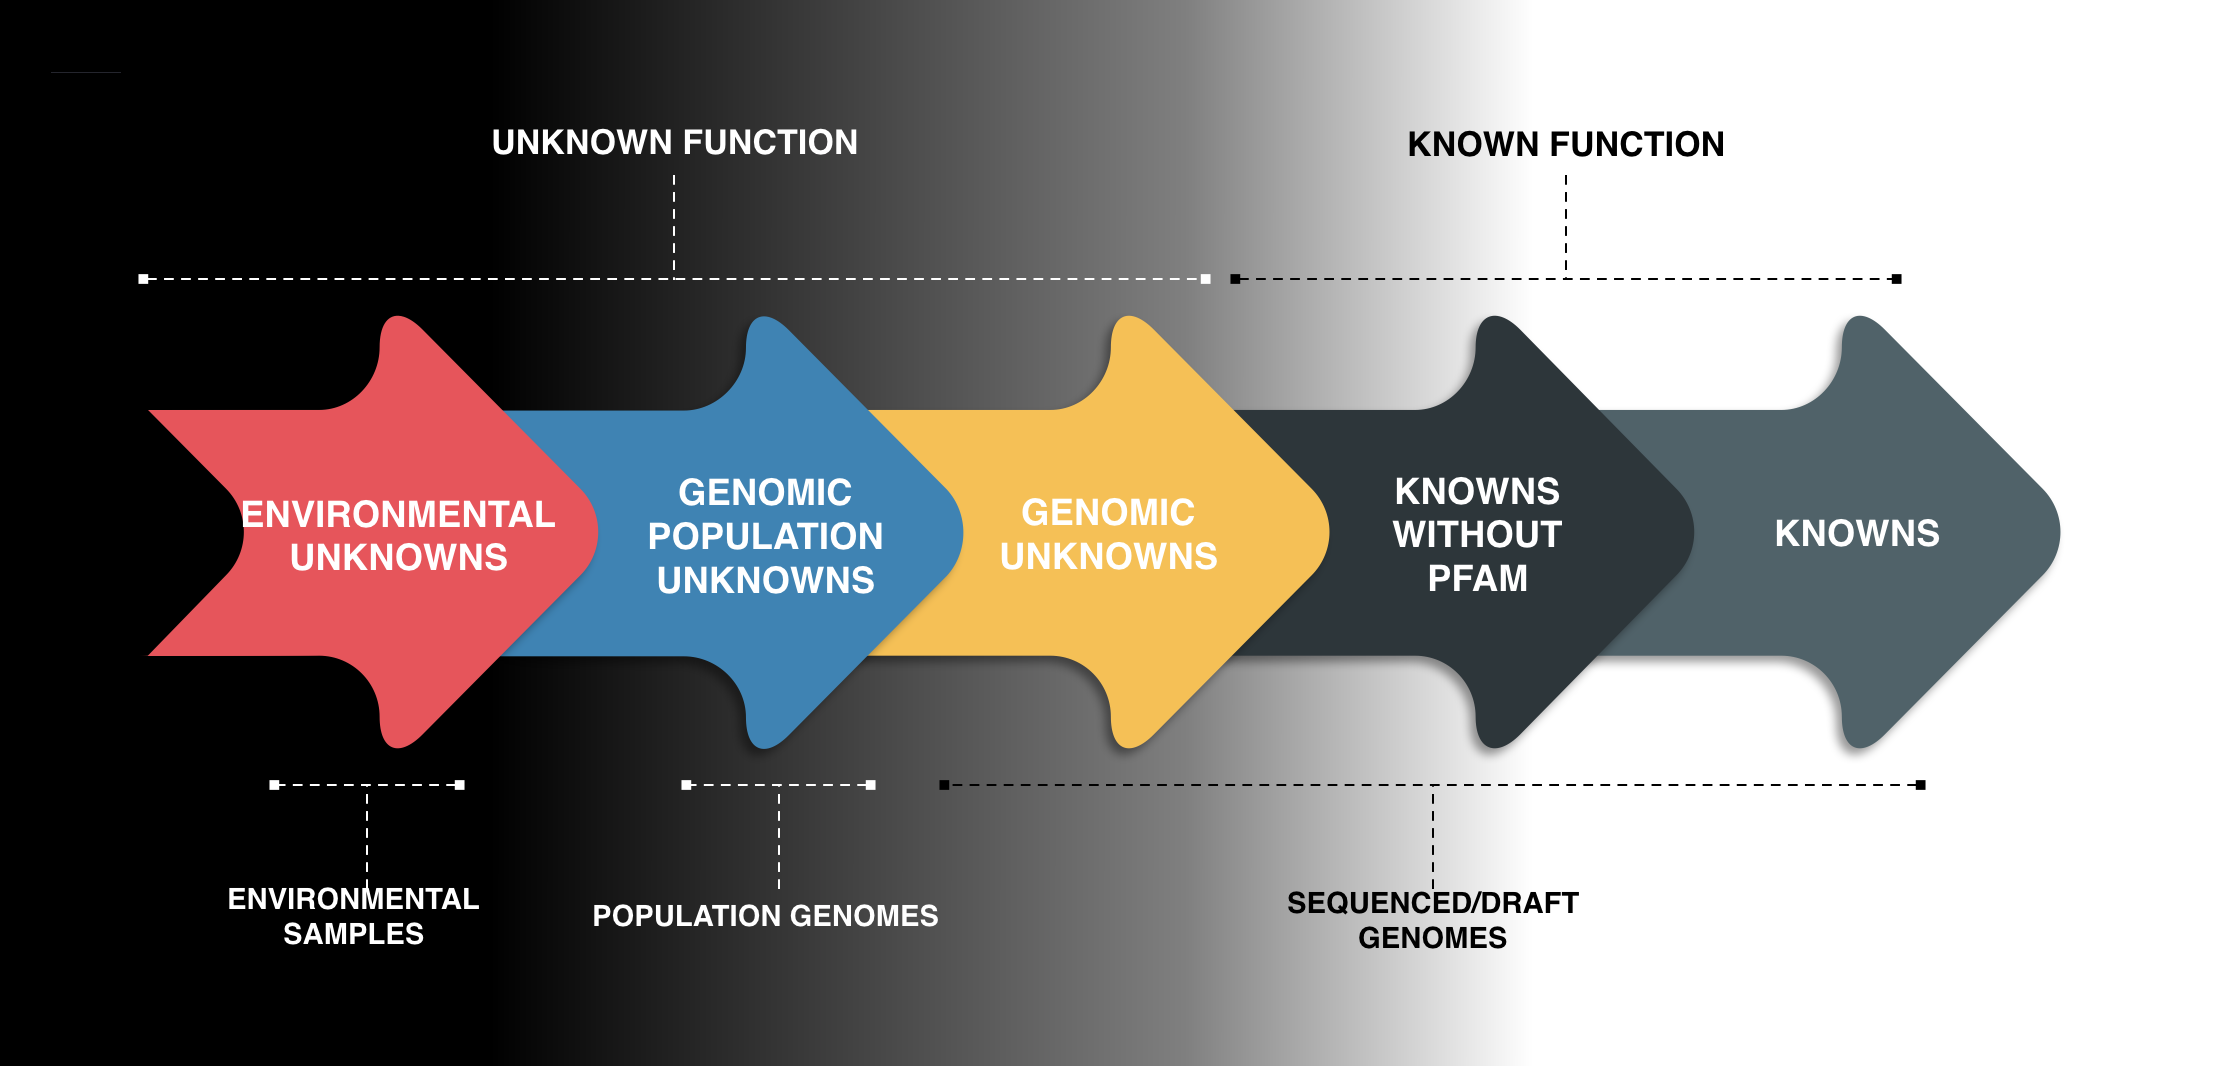 UNKNOWN FUNCTION
KNOWN FUNCTION
ENVIRONMENTAL
UNKNOWNS
GENOMIC
POPULATION
UNKNOWNS
GENOMIC
UNKNOWNS
KNOWNS
WITHOUT
PFAM
KNOWNS
ENVIRONMENTAL
SAMPLES
POPULATION GENOMES
SEQUENCED/DRAFT
GENOMES